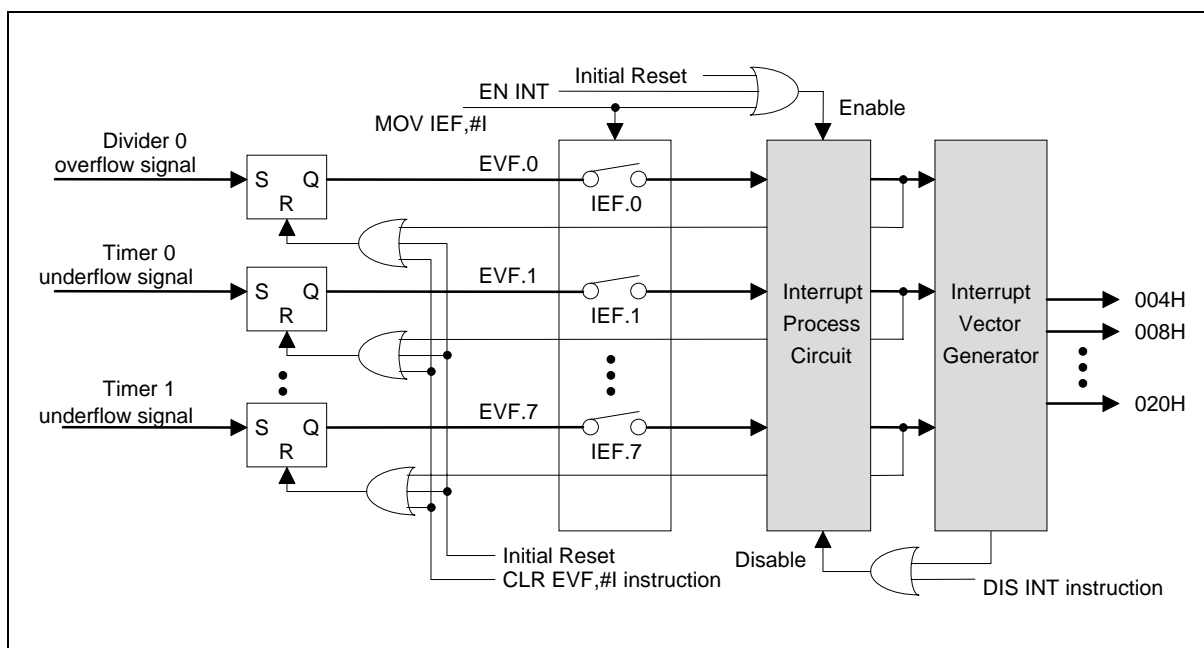 Initial Reset
EN INT
MOV IEF,#I
Enable
Divider 0
overflow signal
S Q
R
EVF.0
IEF.0
Timer 0
underflow signal
S Q
R
EVF.1
IEF.1
Interrupt
Process
Circuit
Interrupt
Vector
Generator
004H
008H
020H
Timer 1
underflow signal
S Q
R
EVF.7
IEF.7
Initial Reset
CLR EVF,#I instruction
Disable
DIS INT instruction